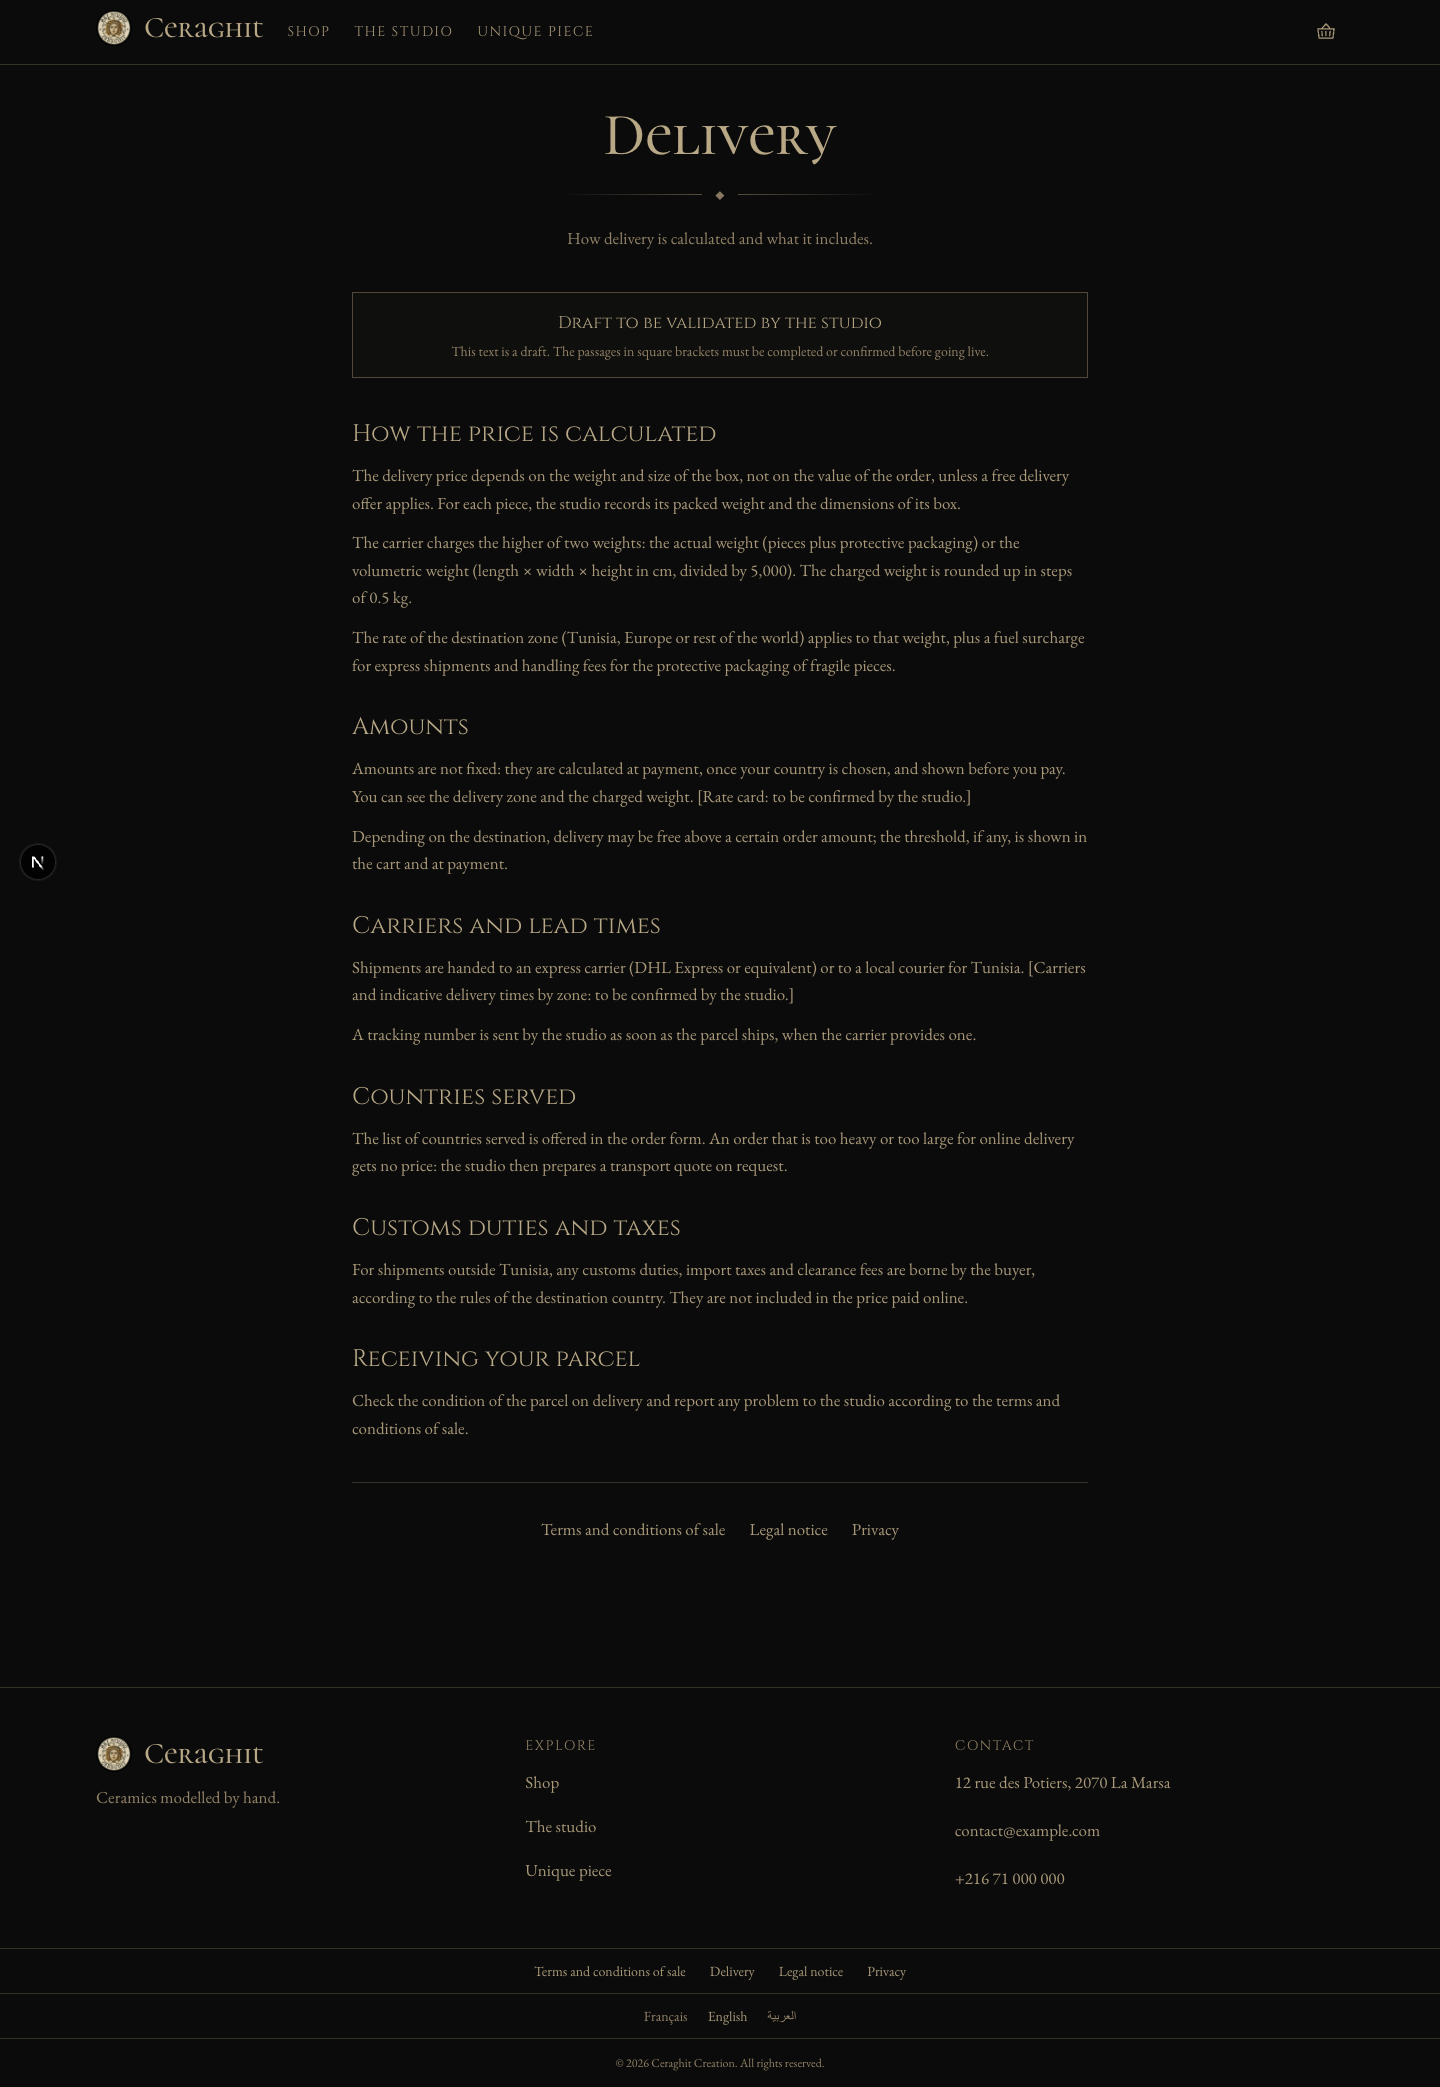 Ceraghit
SHOP
THE STUDIO
UNIQUE PIECE
Delivery
How delivery is calculated and what it includes.
Draft to be validated by the studio
This text is a draft. The passages in square brackets must be completed or confirmed before going live.
How the price is calculated
The delivery price depends on the weight and size of the box, not on the value of the order, unless a free delivery
offer applies. For each piece, the studio records its packed weight and the dimensions of its box.
The carrier charges the higher of two weights: the actual weight (pieces plus protective packaging) or the
volumetric weight (length × width × height in cm, divided by 5,000). The charged weight is rounded up in steps
of 0.5 kg.
The rate of the destination zone (Tunisia, Europe or rest of the world) applies to that weight, plus a fuel surcharge
for express shipments and handling fees for the protective packaging of fragile pieces.
Amounts
Amounts are not fixed: they are calculated at payment, once your country is chosen, and shown before you pay.
You can see the delivery zone and the charged weight. [Rate card: to be confirmed by the studio.]
Depending on the destination, delivery may be free above a certain order amount; the threshold, if any, is shown in
the cart and at payment.
Carriers and lead times
Shipments are handed to an express carrier (DHL Express or equivalent) or to a local courier for Tunisia. [Carriers
and indicative delivery times by zone: to be confirmed by the studio.]
A tracking number is sent by the studio as soon as the parcel ships, when the carrier provides one.
Countries served
The list of countries served is offered in the order form. An order that is too heavy or too large for online delivery
gets no price: the studio then prepares a transport quote on request.
Customs duties and taxes
For shipments outside Tunisia, any customs duties, import taxes and clearance fees are borne by the buyer,
according to the rules of the destination country. They are not included in the price paid online.
Receiving your parcel
Check the condition of the parcel on delivery and report any problem to the studio according to the terms and
conditions of sale.
Terms and conditions of sale
Legal notice
Privacy
N
Ceraghit
Ceramics modelled by hand.
EXPLORE
Shop
The studio
Unique piece
CONTACT
12 rue des Potiers, 2070 La Marsa
contact@example.com
+216 71 000 000
Terms and conditions of sale
Delivery
Legal notice
Privacy
Français
English
العربية
© 2026 Ceraghit Creation. All rights reserved.